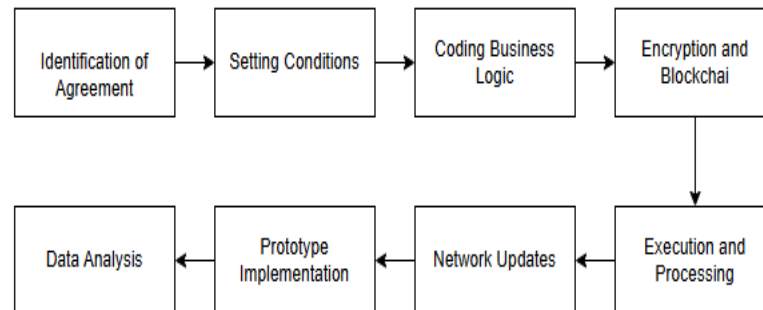 Identification of
Agreement
Setting Conditions
Coding Business
Logic
Encryption and
Blockchai
Execution and
Processing
Network Updates
Prototype
Implementation
Data Analysis